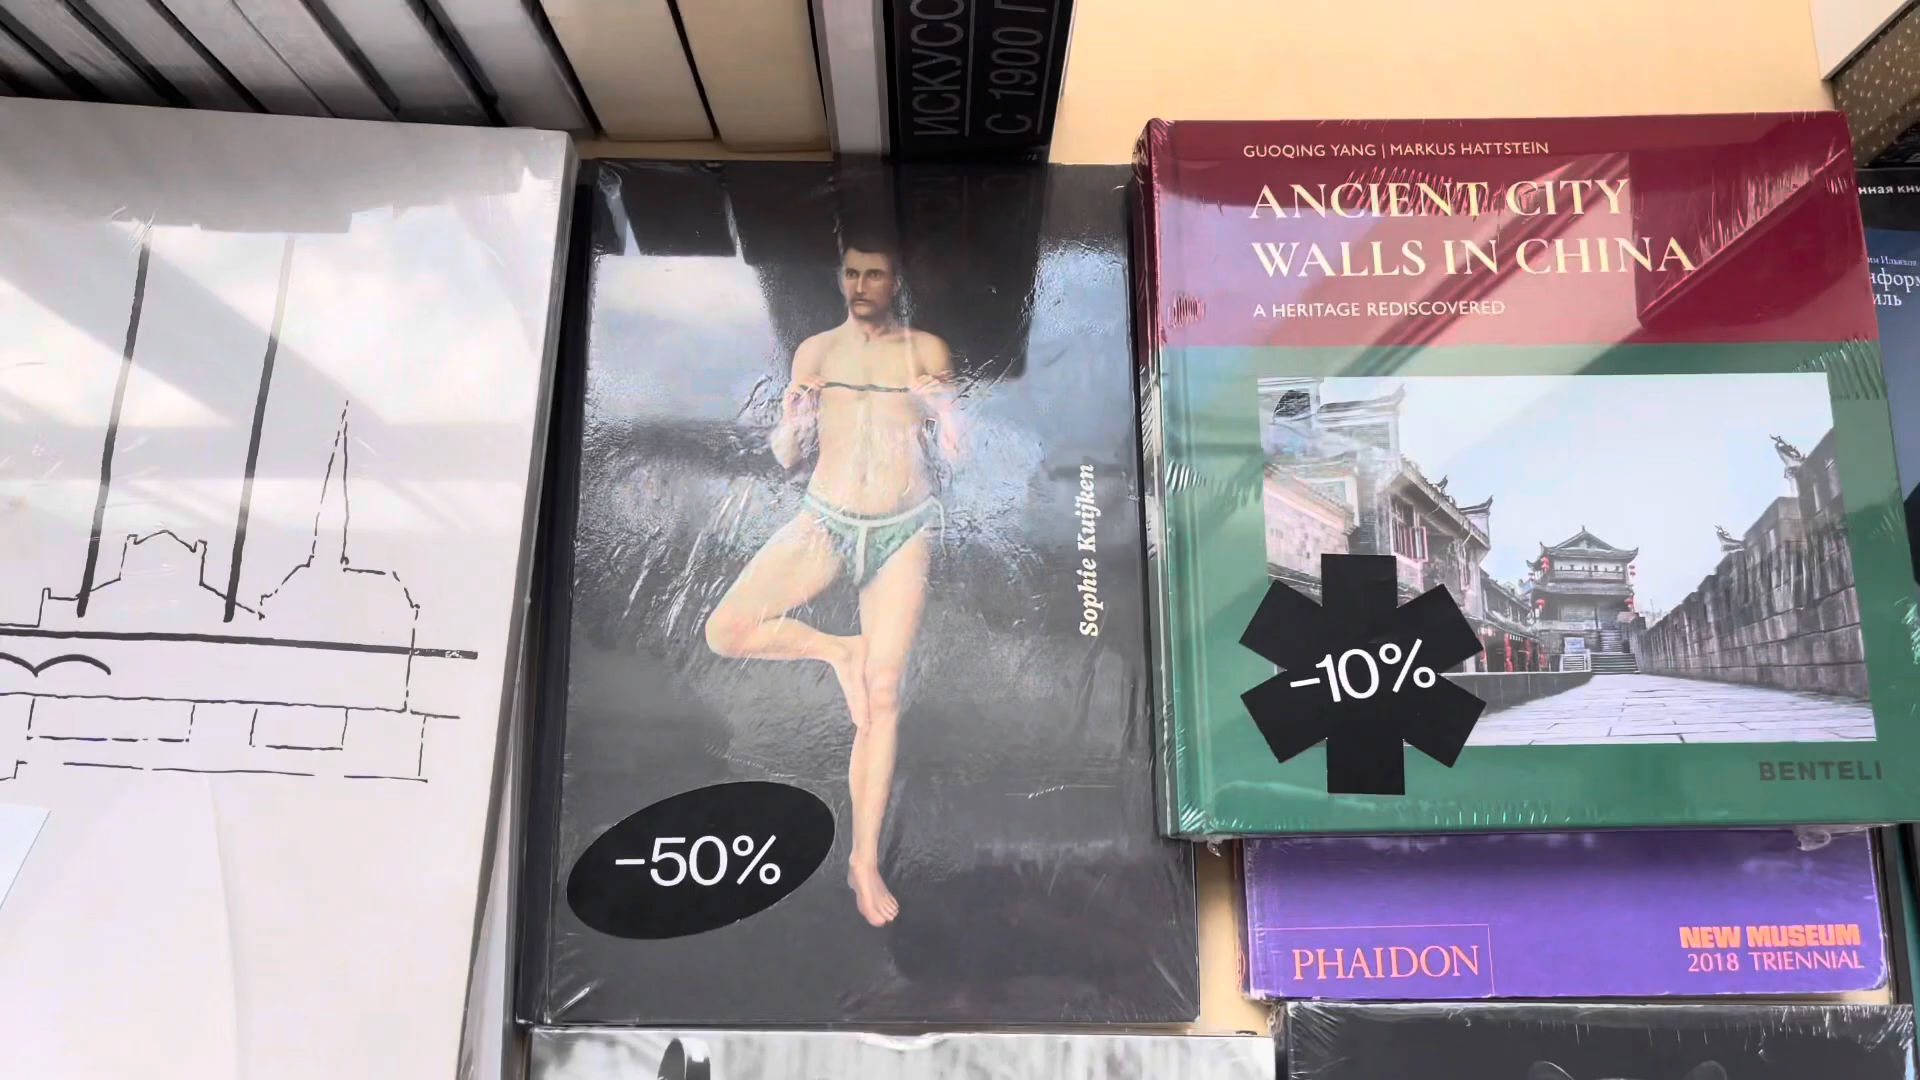 ИСКУССТ
С 1900 Г
GUOQING YANG | MARKUS HATTSTEIN
ANCIENT CITY
WALLS IN CHINA
A HERITAGE REDISCOVERED
-10%
BENTELI
Sophie Kuijken
-50%
PHAIDON
NEW MUSEUM
2018 TRIENNIAL